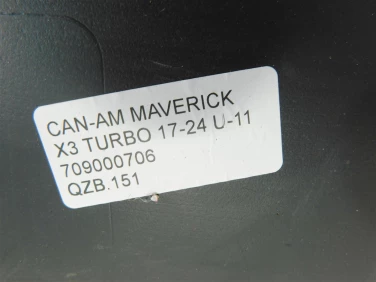 CAN-AM MAVERICK
X3 TURBO 17-24 U-11
709000706
QZB.151